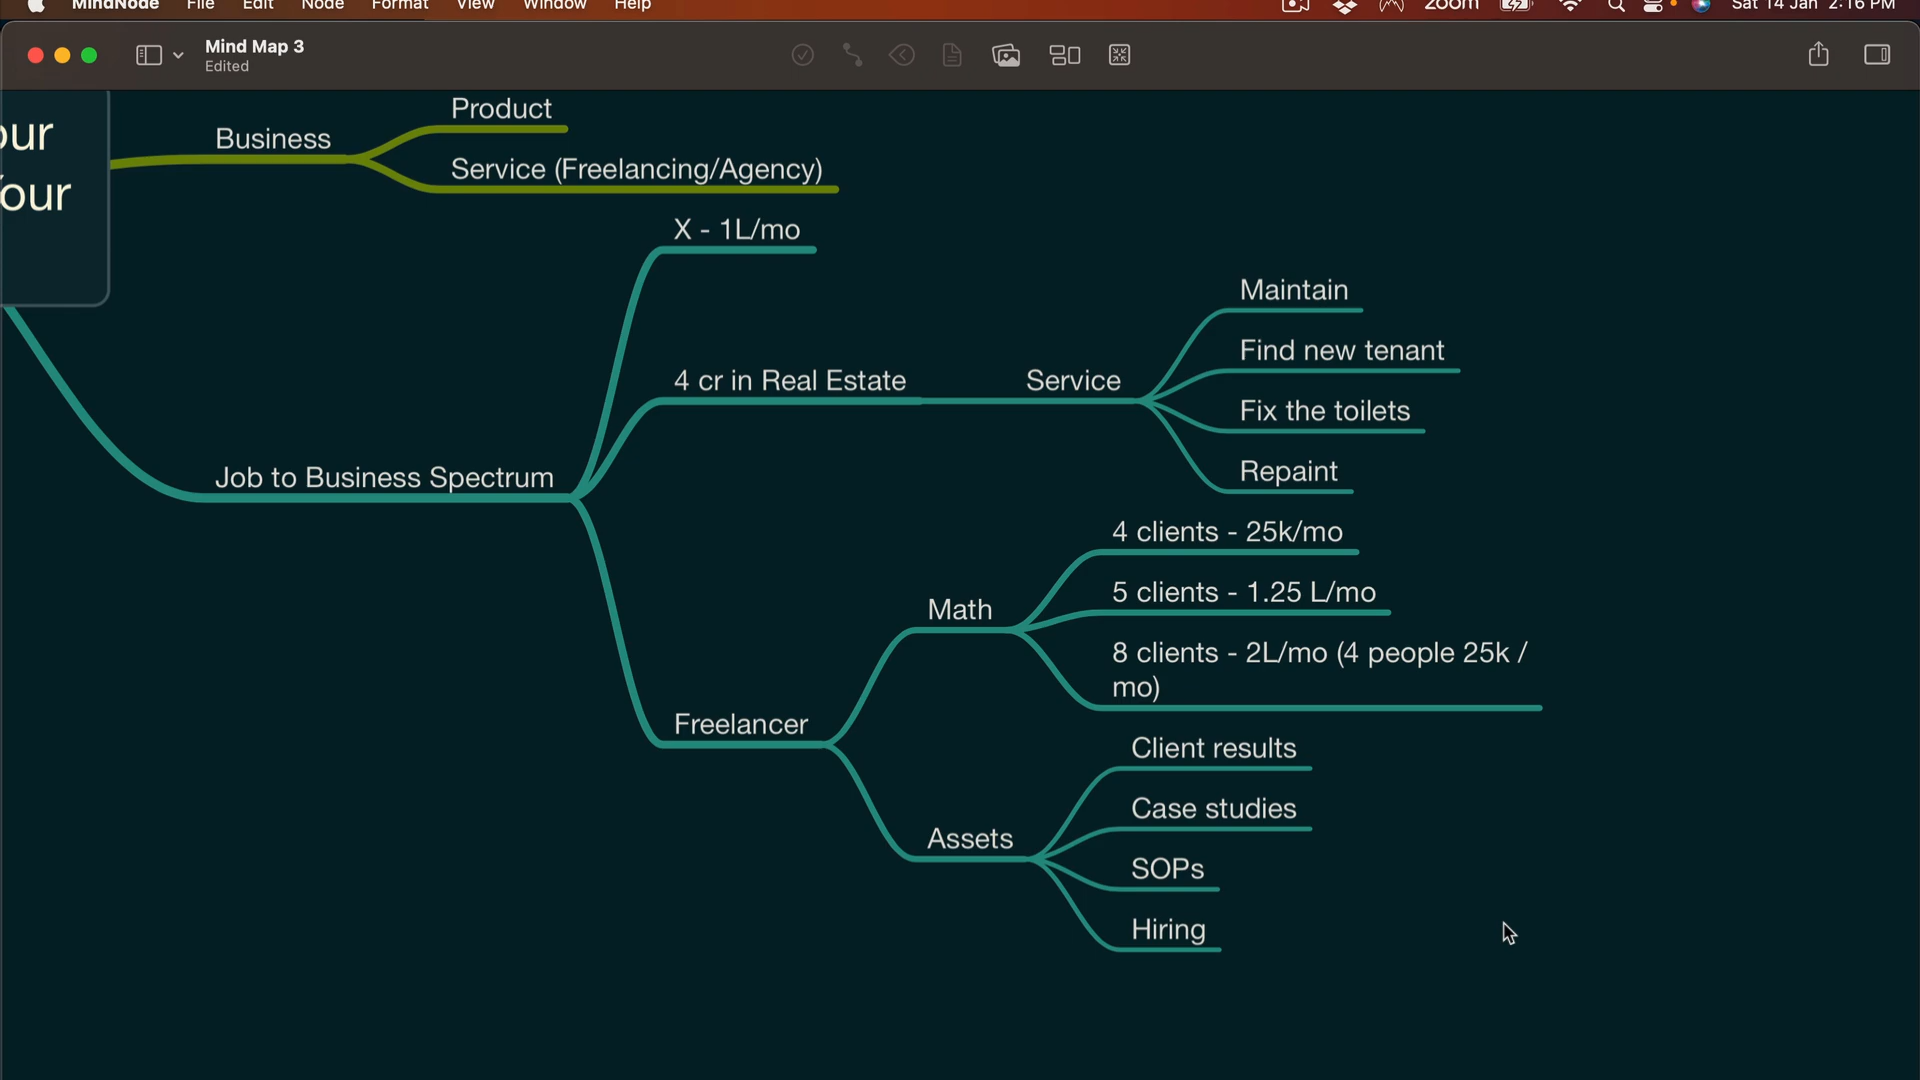 MindNode File Edit Node Format View Window Help zoom Sat 14 Jan 2:16 PM
Mind Map 3
Edited
our
Your
Business
Product
Service (Freelancing/Agency)
X - 1L/mo
4 cr in Real Estate
Service
Maintain
Find new tenant
Fix the toilets
Repaint
Job to Business Spectrum
Math
4 clients - 25k/mo
5 clients - 1.25 L/mo
8 clients - 2L/mo (4 people 25k /
mo)
Freelancer
Assets
Client results
Case studies
SOPs
Hiring